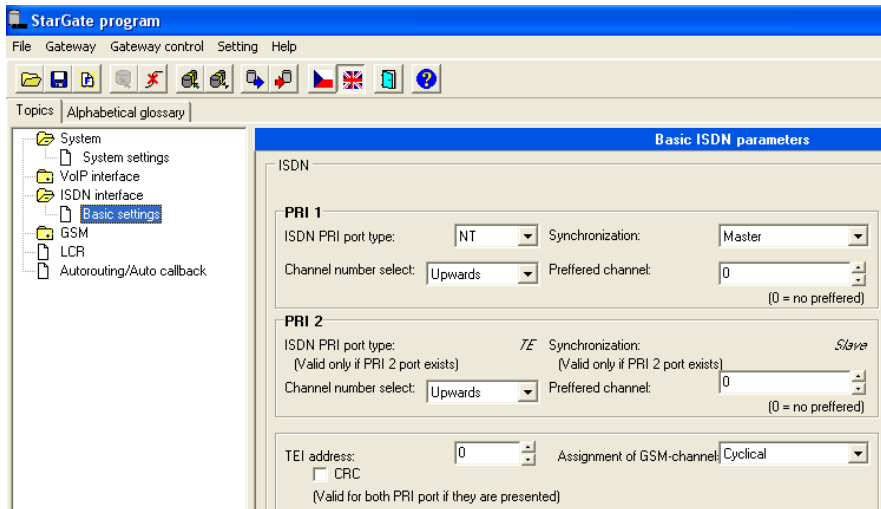 StarGate program
File Gateway Gateway control Setting Help
Topics Alphabetical glossary
System
System settings
VoIP interface
ISDN interface
Basic settings
GSM
LCR
Autorouting/Auto callback
Basic ISDN parameters
ISDN
PRI 1
ISDN PRI port type: NT Synchronization: Master
Channel number select: Upwards Preffered channel: 0
(0 = no preffered)
PRI 2
ISDN PRI port type: TE Synchronization: Slave
(Valid only if PRI 2 port exists) (Valid only if PRI 2 port exists)
Channel number select: Upwards Preffered channel: 0
(0 = no preffered)
TEI address: 0 Assignment of GSM-channel: Cyclical
CRC
(Valid for both PRI port if they are presented)